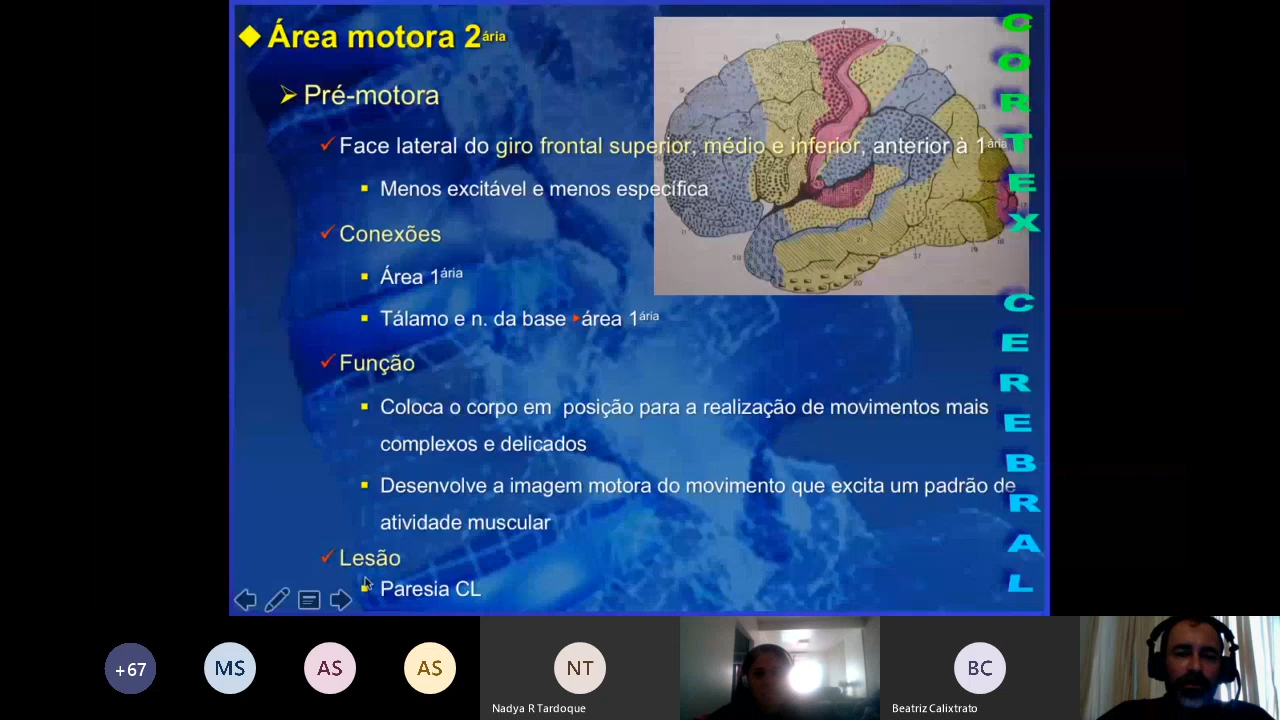 Área motora 2ária
Pré-motora
Face lateral do giro frontal superior, médio e inferior, anterior à 1ária
Menos excitável e menos específica
Conexões
Área 1ária
Tálamo e n. da base área 1ária
Função
Coloca o corpo em posição para a realização de movimentos mais
complexos e delicados
Desenvolve a imagem motora do movimento que excita um padrão de
atividade muscular
Lesão
Paresia CL
CORTEX CEREBRAL
+67
MS
AS
AS
NT
Nadya R Tardoque
BC
Beatriz Calixtrato